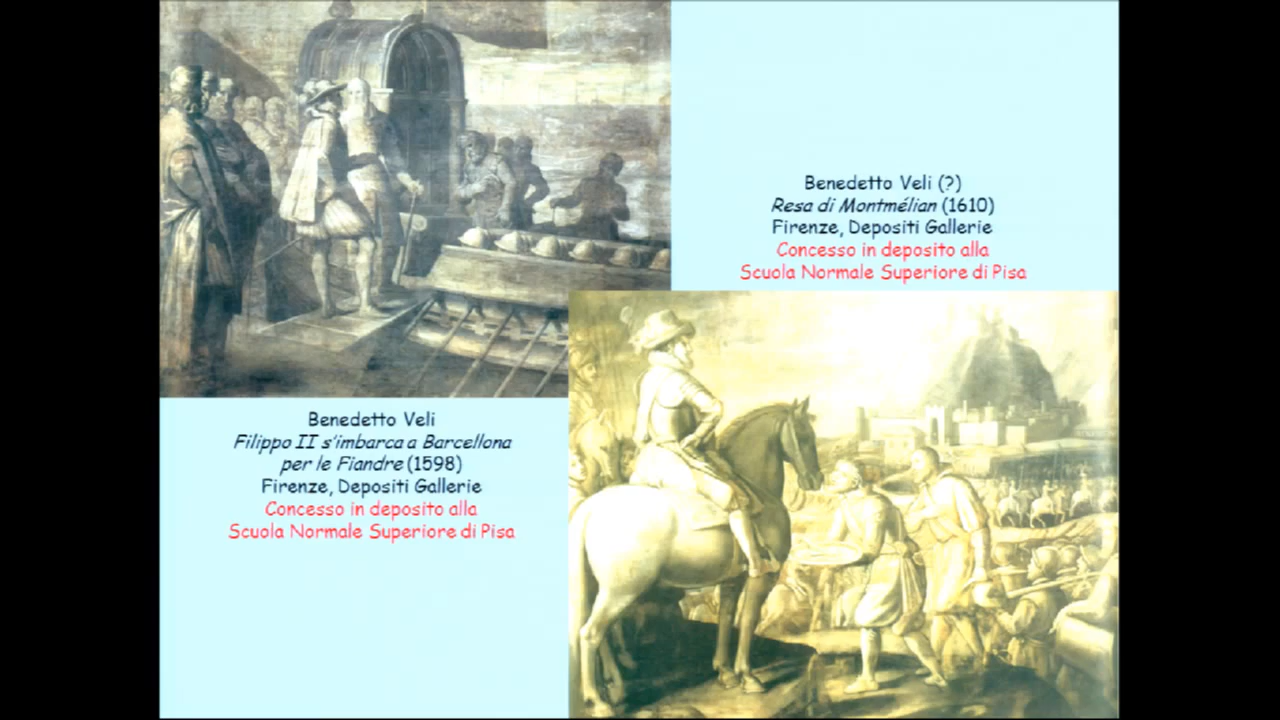 Benedetto Veli (?)
Resa di Montmélian (1610)
Firenze, Depositi Gallerie
Concesso in deposito alla
Scuola Normale Superiore di Pisa
Benedetto Veli
Filippo II s'imbarca a Barcellona
per le Fiandre (1598)
Firenze, Depositi Gallerie
Concesso in deposito alla
Scuola Normale Superiore di Pisa